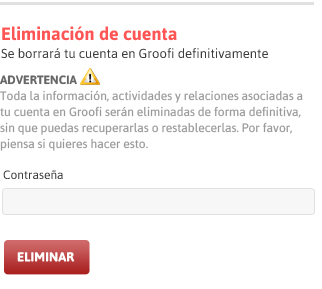 Eliminación de cuenta
Se borrará tu cuenta en Groofi definitivamente
ADVERTENCIA
Toda la información, actividades y relaciones asociadas a
tu cuenta en Groofi serán eliminadas de forma definitiva,
sin que puedas recuperarlas o restablecerlas. Por favor,
piensa si quieres hacer esto.
Contraseña
ELIMINAR